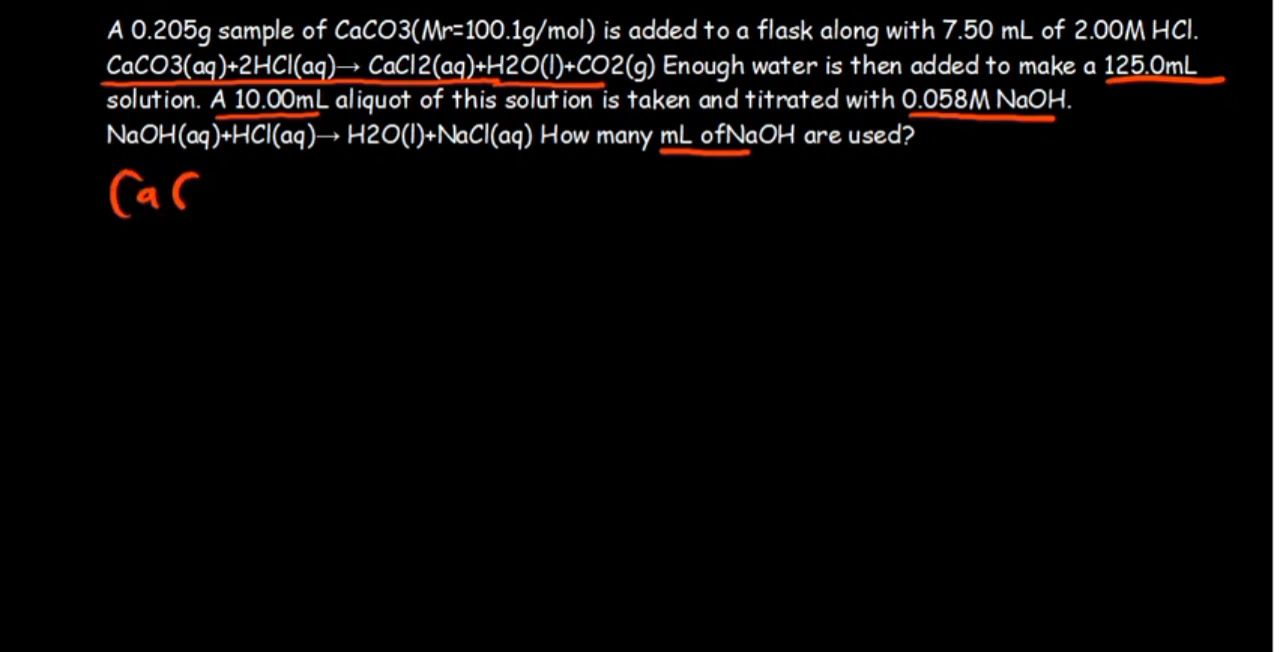 A 0.205g sample of CaCO3(Mr=100.1g/mol) is added to a flask along with 7.50 mL of 2.00M HCl.
CaCO3(aq)+2HCl(aq)→ CaCl2(aq)+H2O(l)+CO2(g) Enough water is then added to make a 125.0mL
solution. A 10.00mL aliquot of this solution is taken and titrated with 0.058M NaOH.
NaOH(aq)+HCl(aq)→ H2O(l)+NaCl(aq) How many mL ofNaOH are used?
CaC